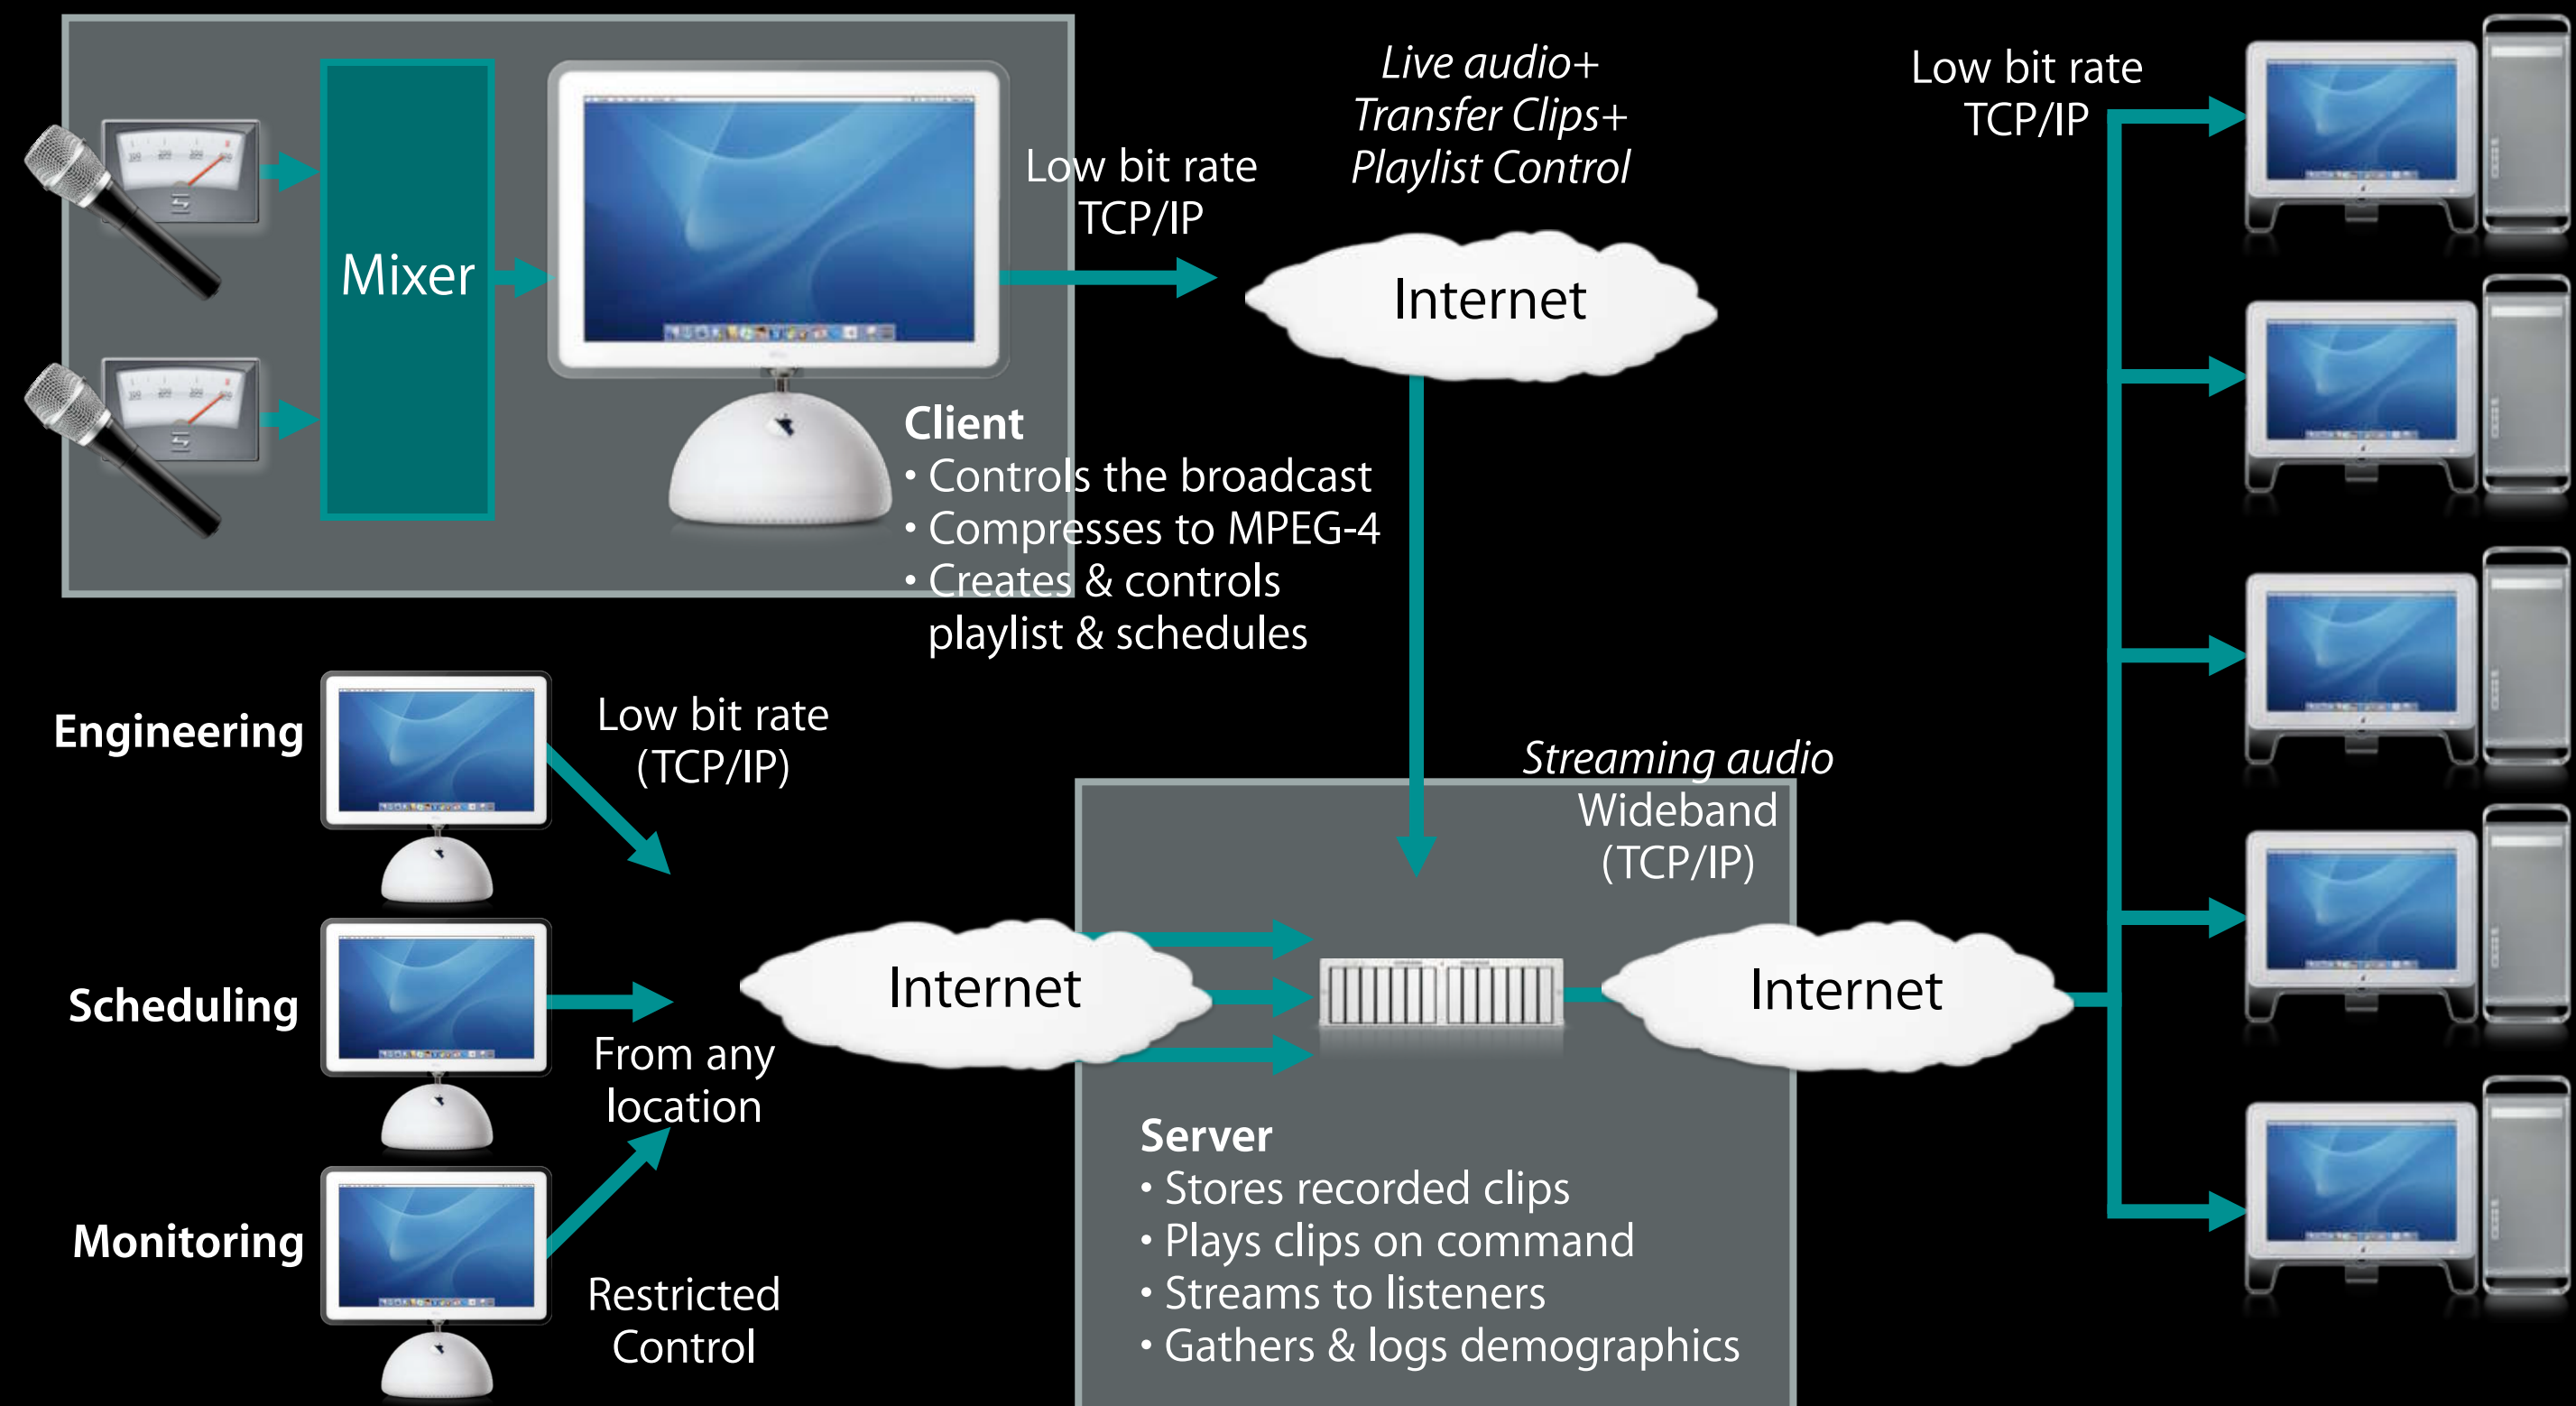 Mixer
Low bit rate
TCP/IP
Live audio+
Transfer Clips+
Playlist Control
Internet
Low bit rate
TCP/IP
Client
• Controls the broadcast
• Compresses to MPEG-4
• Creates & controls
playlist & schedules
Engineering
Low bit rate
(TCP/IP)
Scheduling
From any
location
Monitoring
Restricted
Control
Internet
Streaming audio
Wideband
(TCP/IP)
Internet
Server
• Stores recorded clips
• Plays clips on command
• Streams to listeners
• Gathers & logs demographics